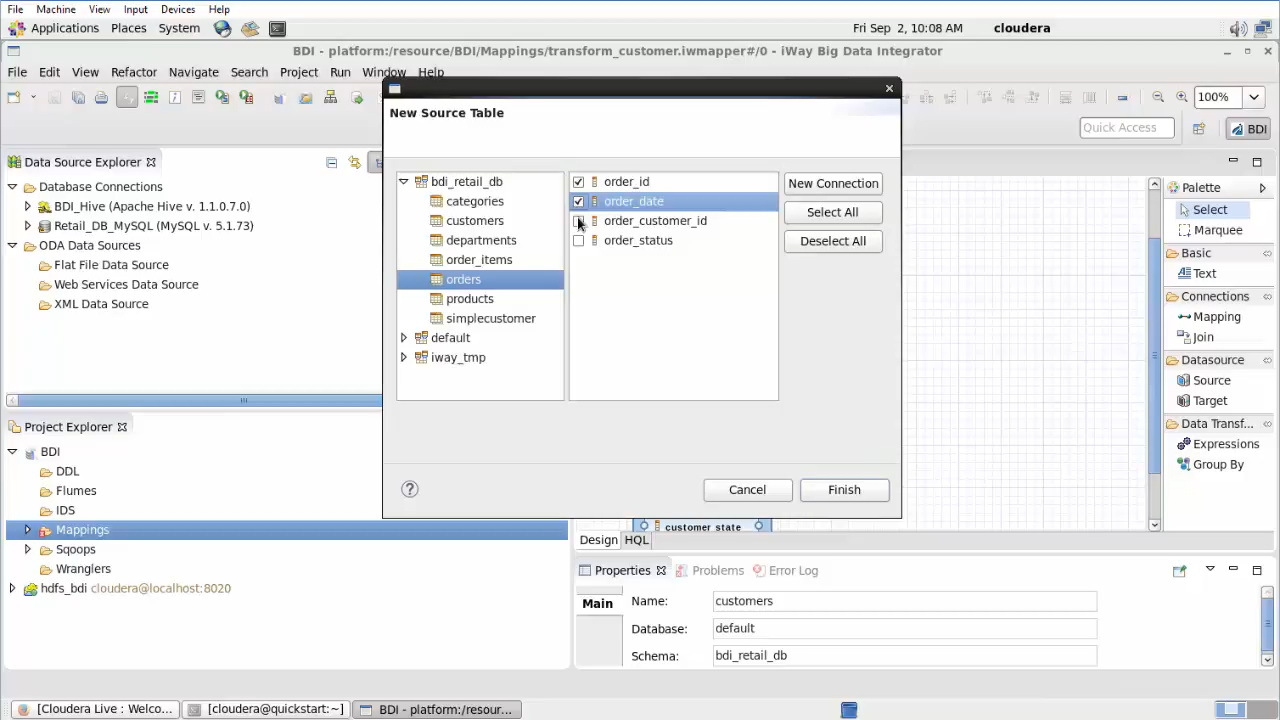 File Machine View Input Devices Help
Applications Places System Fri Sep 2, 10:08 AM cloudera
BDI - platform:/resource/BDI/Mappings/transform_customer.iwmapper#/0 - iWay Big Data Integrator
File Edit View Refactor Navigate Search Project Run Window Help
100%
Quick Access BDI
Data Source Explorer
Database Connections
BDI_Hive (Apache Hive v. 1.1.0.7.0)
Retail_DB_MySQL (MySQL v. 5.1.73)
ODA Data Sources
Flat File Data Source
Web Services Data Source
XML Data Source
Project Explorer
BDI
DDL
Flumes
IDS
Mappings
Sqoops
Wranglers
hdfs_bdi cloudera@localhost:8020
New Source Table
bdi_retail_db
categories
customers
departments
order_items
orders
products
simplecustomer
default
iway_tmp
order_id
order_date
order_customer_id
order_status
New Connection
Select All
Deselect All
Cancel Finish
customer_state
Design HQL
Palette
Select
Marquee
Basic
Text
Connections
Mapping
Join
Datasource
Source
Target
Data Transf...
Expressions
Group By
Properties Problems Error Log
Main
Name: customers
Database: default
Schema: bdi_retail_db
[Cloudera Live : Welco... [cloudera@quickstart:~] BDI - platform:/resour...